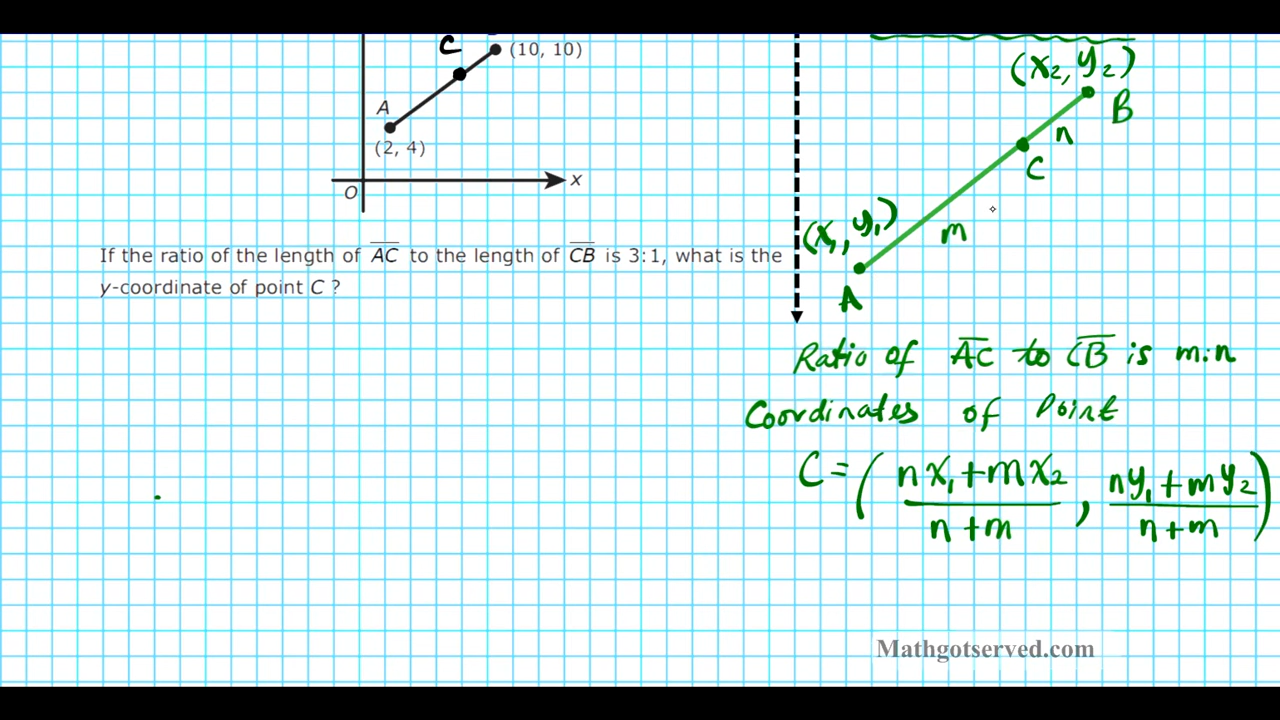 C
(10, 10)
A
(2, 4)
O
x
If the ratio of the length of AC to the length of CB is 3:1, what is the
y-coordinate of point C ?
(x₂, y₂)
B
n
C
(x₁, y₁)
m
A
Ratio of AC to CB is m:n
Coordinates of Point
C = ( nx₁+mx₂ / n+m , ny₁+my₂ / n+m )
Mathgotserved.com